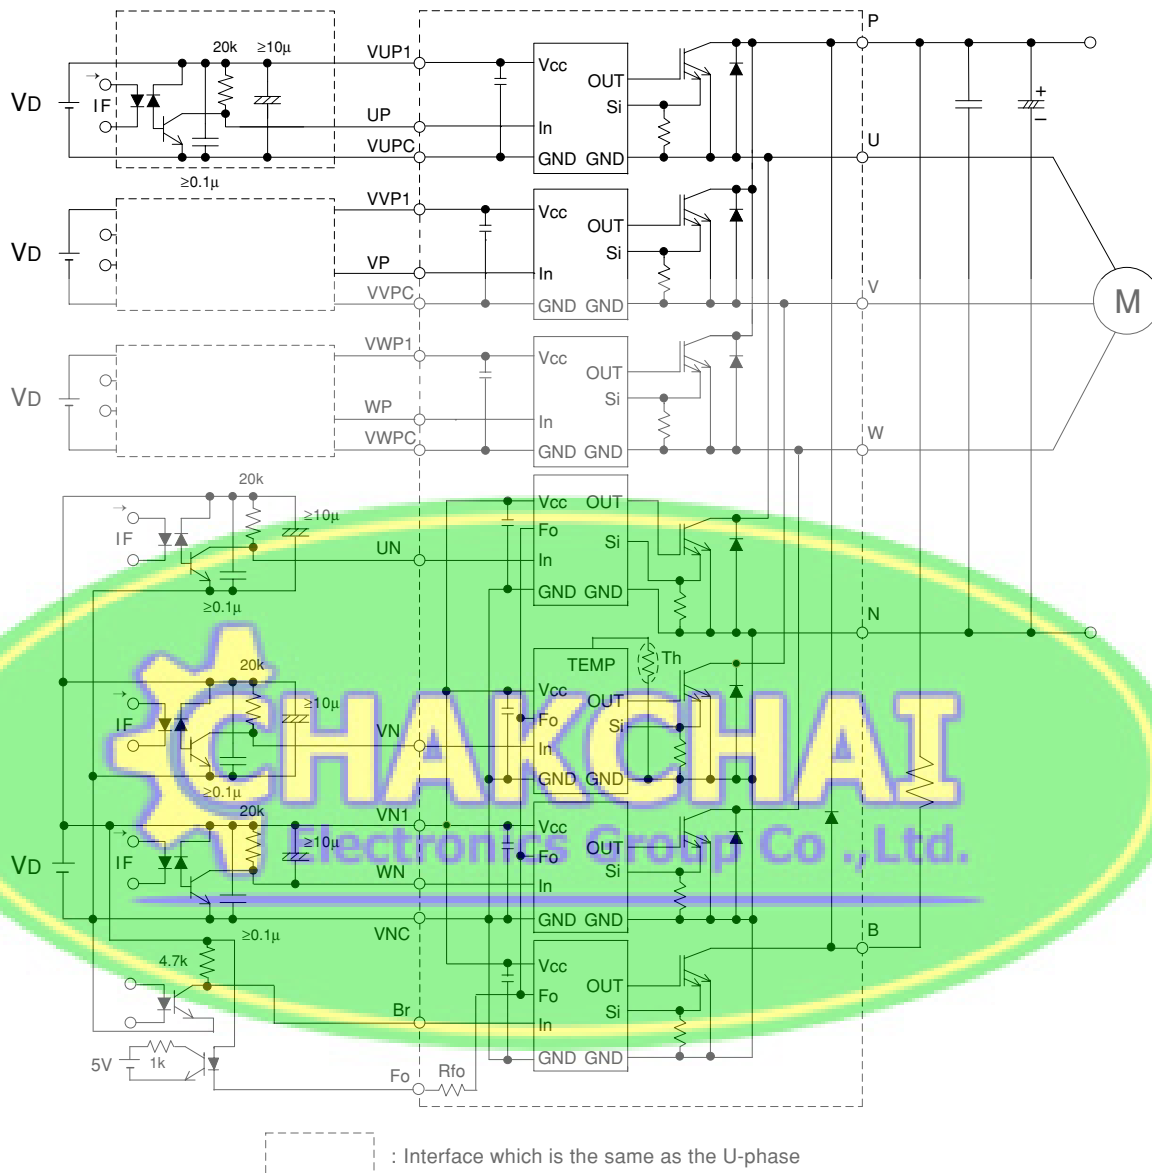 P
20k ≥10µ VUP1
Vcc
OUT
VD IF Si
UP In
VUPC GND GND U
≥0.1µ
VVP1 Vcc
OUT
VD Si
VP In
VVPC GND GND V
M
VWP1 Vcc
OUT
VD Si
WP In
VWPC GND GND W
20k
Vcc OUT
≥10µ Fo
IF Si
UN In
GND GND
≥0.1µ
N
TEMP Th
20k
Vcc
≥10µ OUT
IF Fo Si
VN In
GND GND
≥0.1µ
CHAKCHAI
20k VN1 Vcc
≥10µ OUT
IF Fo
Electronics Group Co .,Ltd.
VD WN Si
In
VNC GND GND
≥0.1µ B
4.7k
Vcc
OUT
Fo
Br Si
In
5V 1k GND GND
Fo Rfo
: Interface which is the same as the U-phase